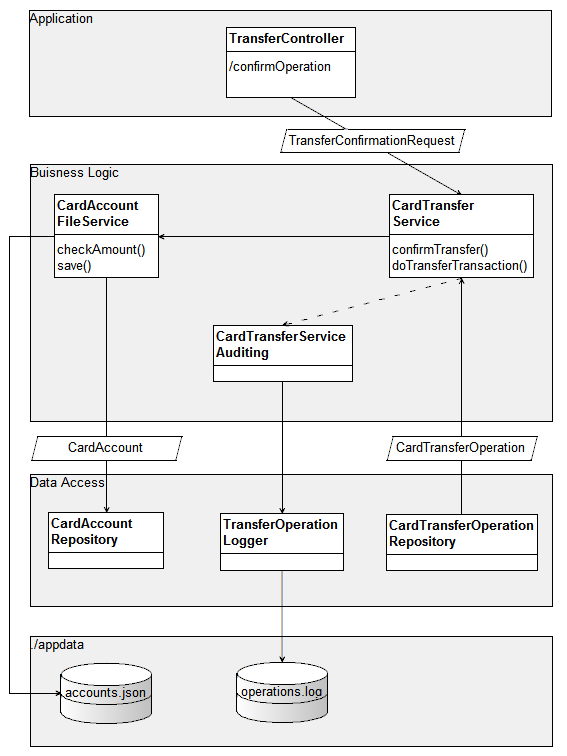 Application
TransferController
/confirmOperation
TransferConfirmationRequest
Buisness Logic
CardAccount
FileService
checkAmount()
save()
CardTransfer
Service
confirmTransfer()
doTransferTransaction()
CardTransferService
Auditing
CardAccount
CardTransferOperation
Data Access
CardAccount
Repository
TransferOperation
Logger
CardTransferOperation
Repository
./appdata
accounts.json
operations.log